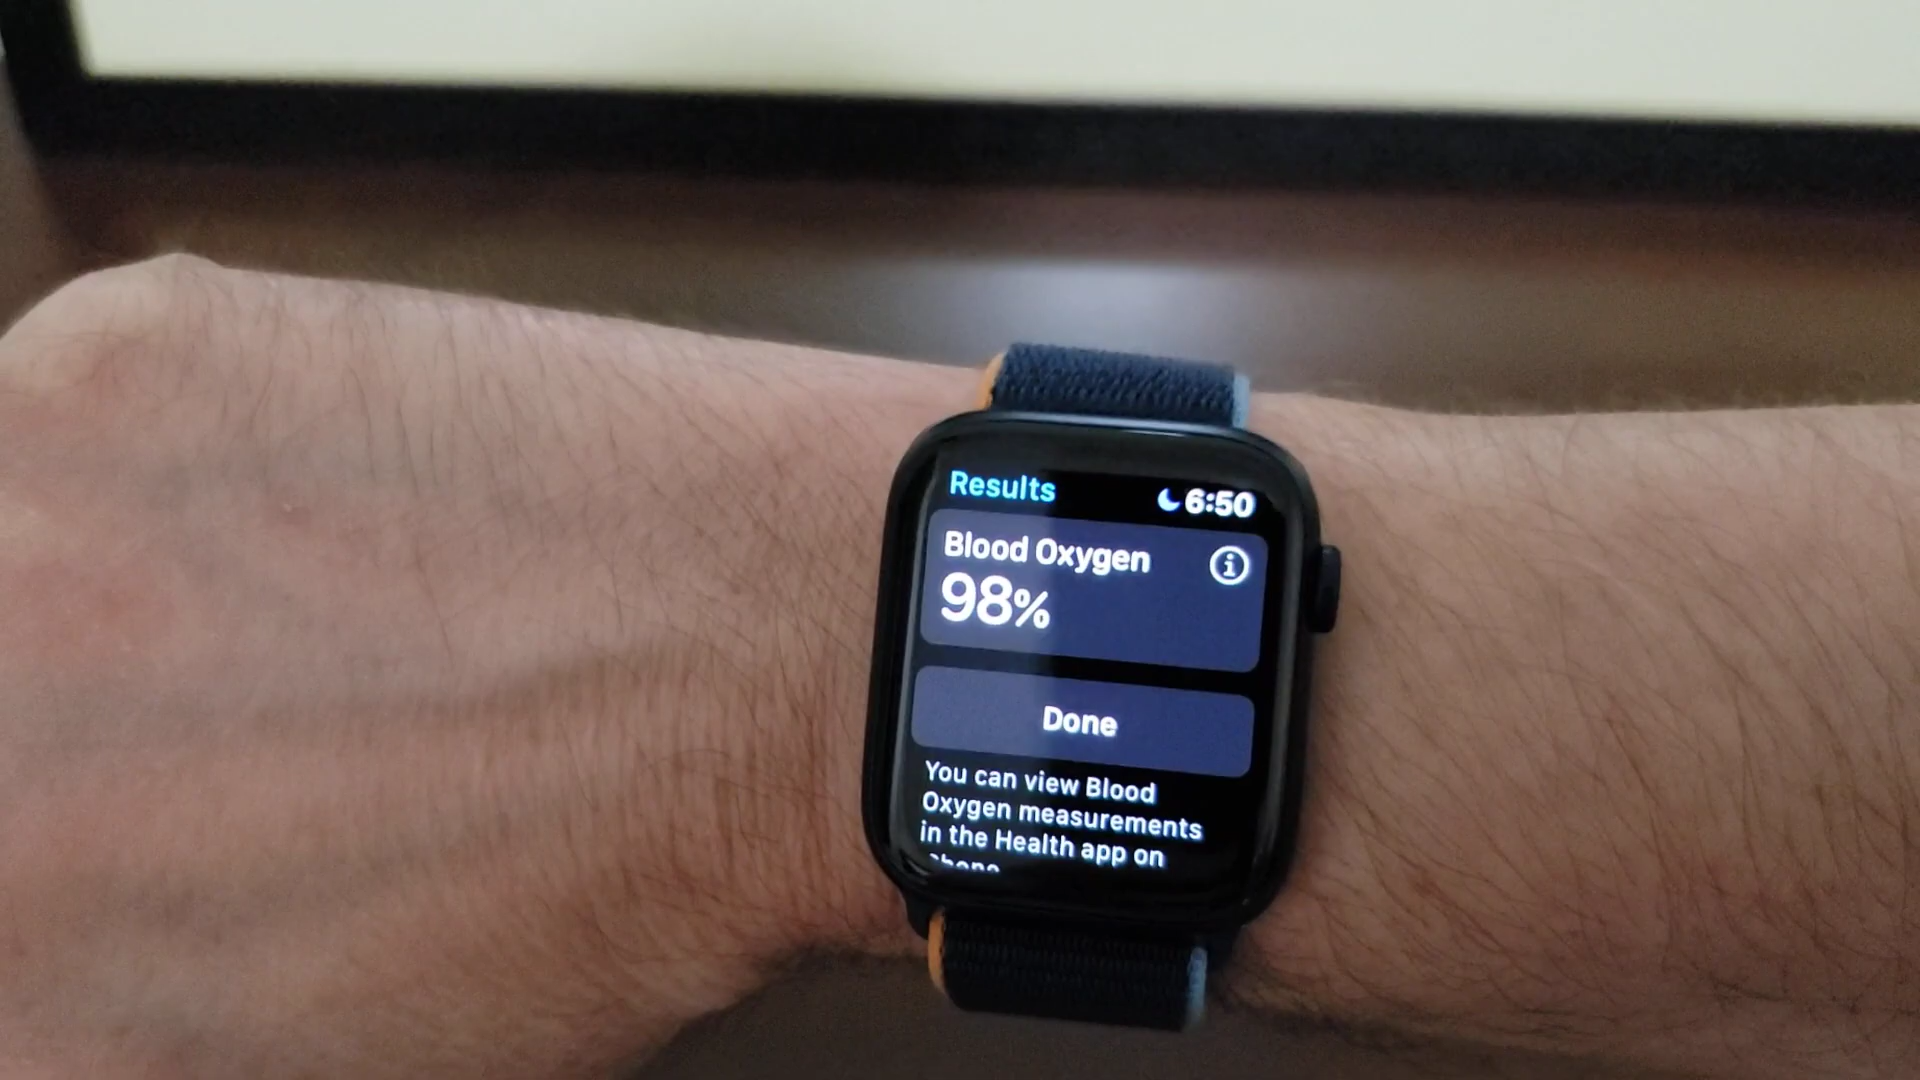 Results 6:50
Blood Oxygen
98%
Done
You can view Blood
Oxygen measurements
in the Health app on